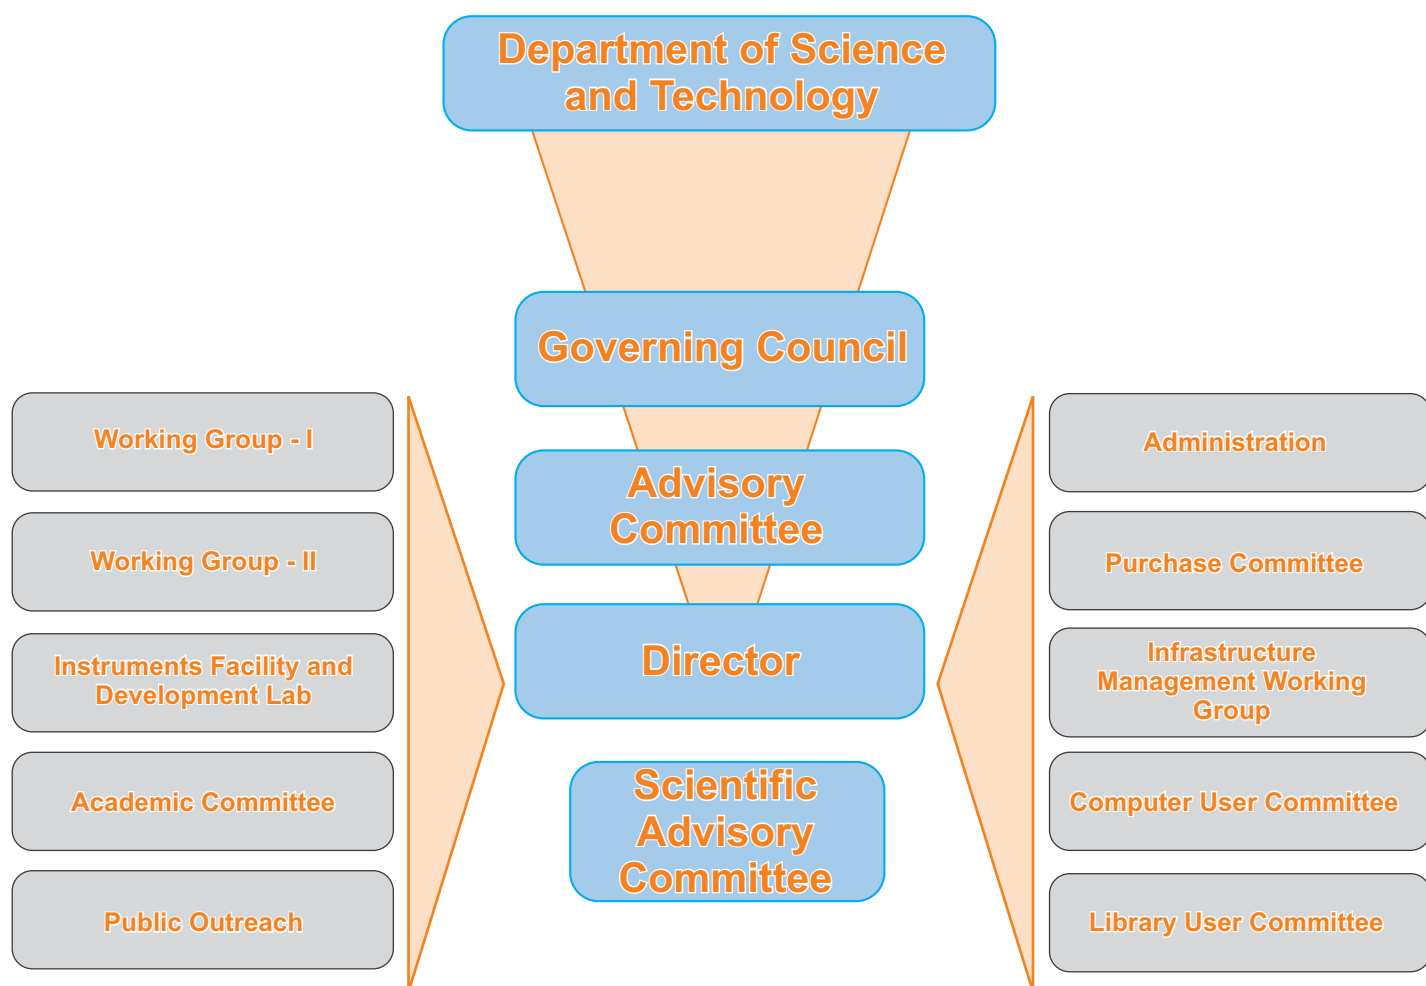 Department of Science
and Technology
Governing Council
Advisory
Committee
Director
Scientific
Advisory
Committee
Working Group - I
Working Group - II
Instruments Facility and
Development Lab
Academic Committee
Public Outreach
Administration
Purchase Committee
Infrastructure
Management Working
Group
Computer User Committee
Library User Committee